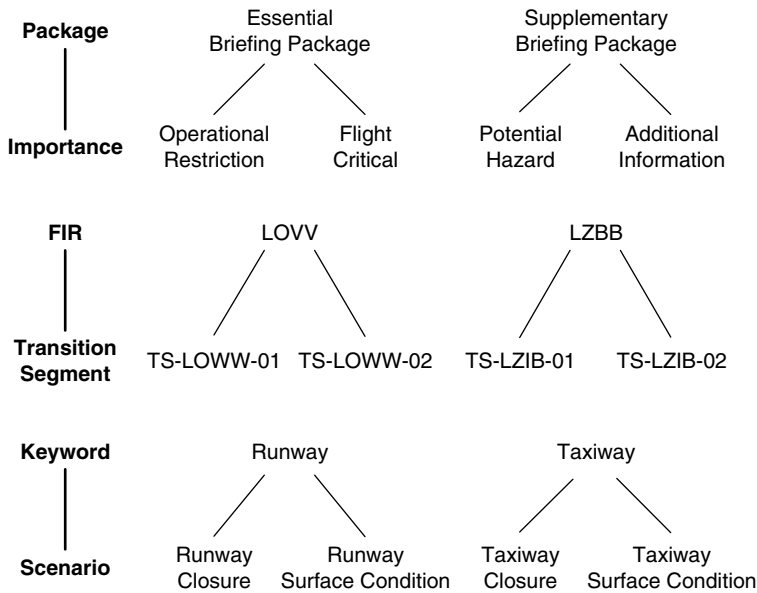 Package
Essential
Briefing Package
Supplementary
Briefing Package
Importance
Operational
Restriction
Flight
Critical
Potential
Hazard
Additional
Information
FIR
LOVV
LZBB
Transition
Segment
TS-LOWW-01
TS-LOWW-02
TS-LZIB-01
TS-LZIB-02
Keyword
Runway
Taxiway
Scenario
Runway
Closure
Runway
Surface Condition
Taxiway
Closure
Taxiway
Surface Condition